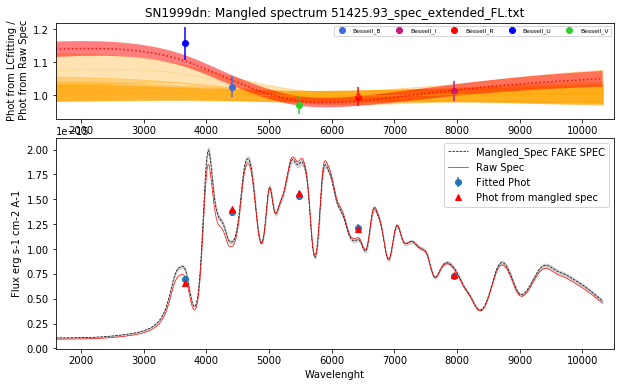 SN1999dn: Mangled spectrum 51425.93_spec_extended_FL.txt
Phot from LCfitting /
Phot from Raw Spec
1.2
1.1
1.0
Bessell_B
Bessell_I
Bessell_R
Bessell_U
Bessell_V
2000
3000
4000
5000
6000
7000
8000
9000
10000
Flux erg s-1 cm-2 A-1
2.00
1.75
1.50
1.25
1.00
0.75
0.50
0.25
0.00
Mangled_Spec FAKE SPEC
Raw Spec
Fitted Phot
Phot from mangled spec
2000
3000
4000
5000
6000
7000
8000
9000
10000
Wavelenght